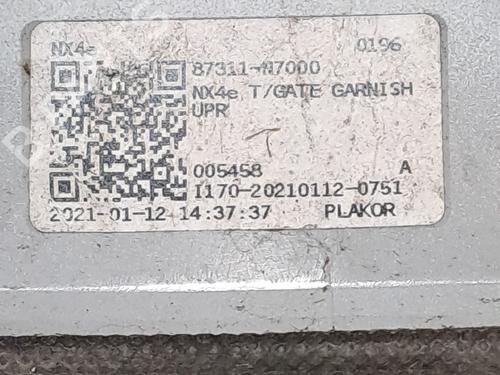 NX4e 0196
87311-N7000
NX4e T/GATE GARNISH
UPR
T
005458 A
I170-20210112-0751
2021-01-12 14:37:37 PLAKOR